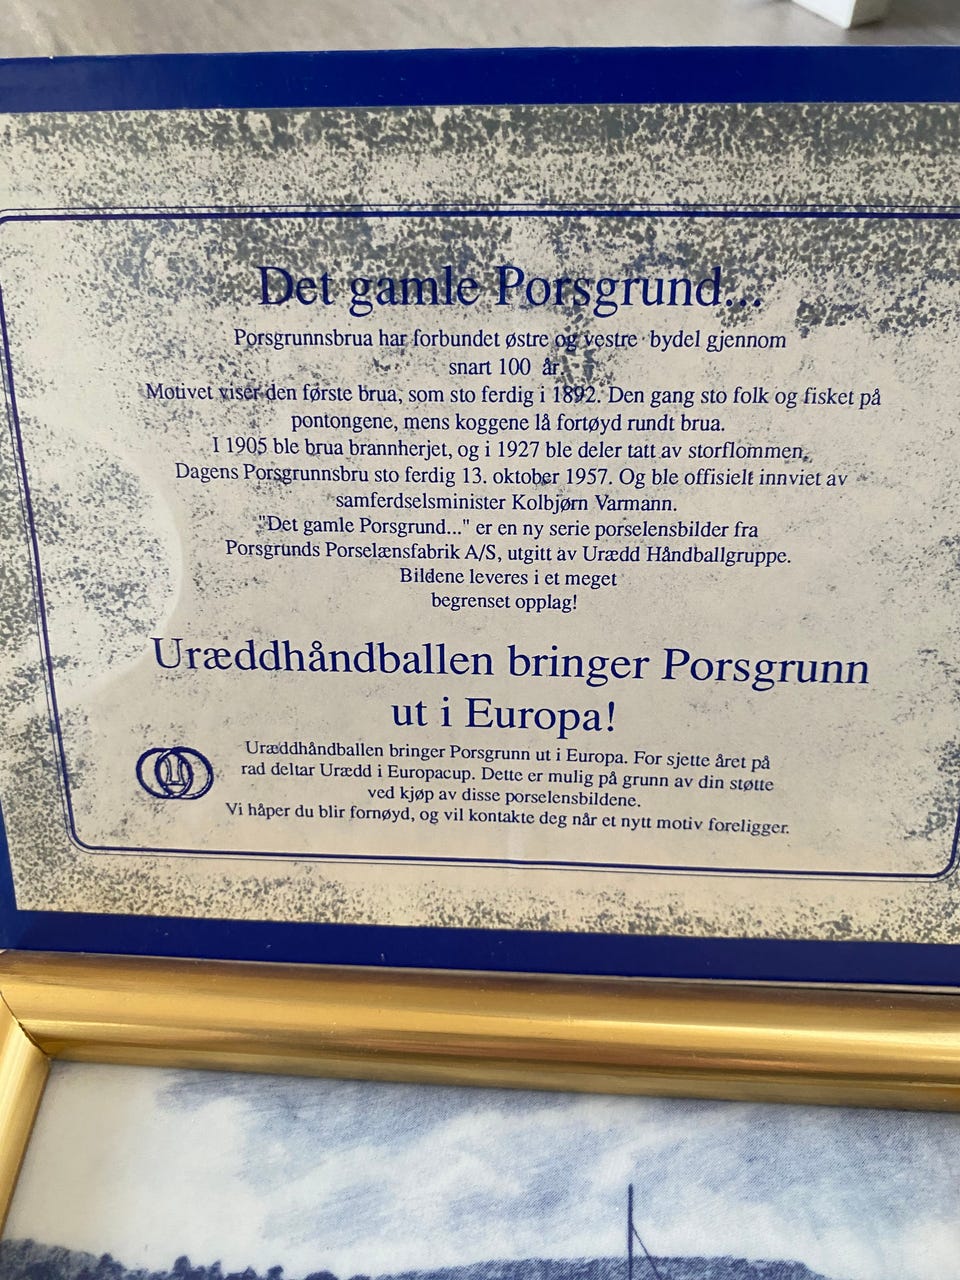 Det gamle Porsgrund...
Porsgrunnsbrua har forbundet østre og vestre bydel gjennom
snart 100 år.
Motivet viser den første brua, som sto ferdig i 1892. Den gang sto folk og fisket på
pontongene, mens koggene lå fortøyd rundt brua.
I 1905 ble brua brannherjet, og i 1927 ble deler tatt av storflommen.
Dagens Porsgrunnsbru sto ferdig 13. oktober 1957. Og ble offisielt innviet av
samferdselsminister Kolbjørn Varmann.
"Det gamle Porsgrund..." er en ny serie porselensbilder fra
Porsgrunds Porselænsfabrik A/S, utgitt av Urædd Håndballgruppe.
Bildene leveres i et meget
begrenset opplag!
Uræddhåndballen bringer Porsgrunn
ut i Europa!
Uræddhåndballen bringer Porsgrunn ut i Europa. For sjette året på
rad deltar Urædd i Europacup. Dette er mulig på grunn av din støtte
ved kjøp av disse porselensbildene.
Vi håper du blir fornøyd, og vil kontakte deg når et nytt motiv foreligger.